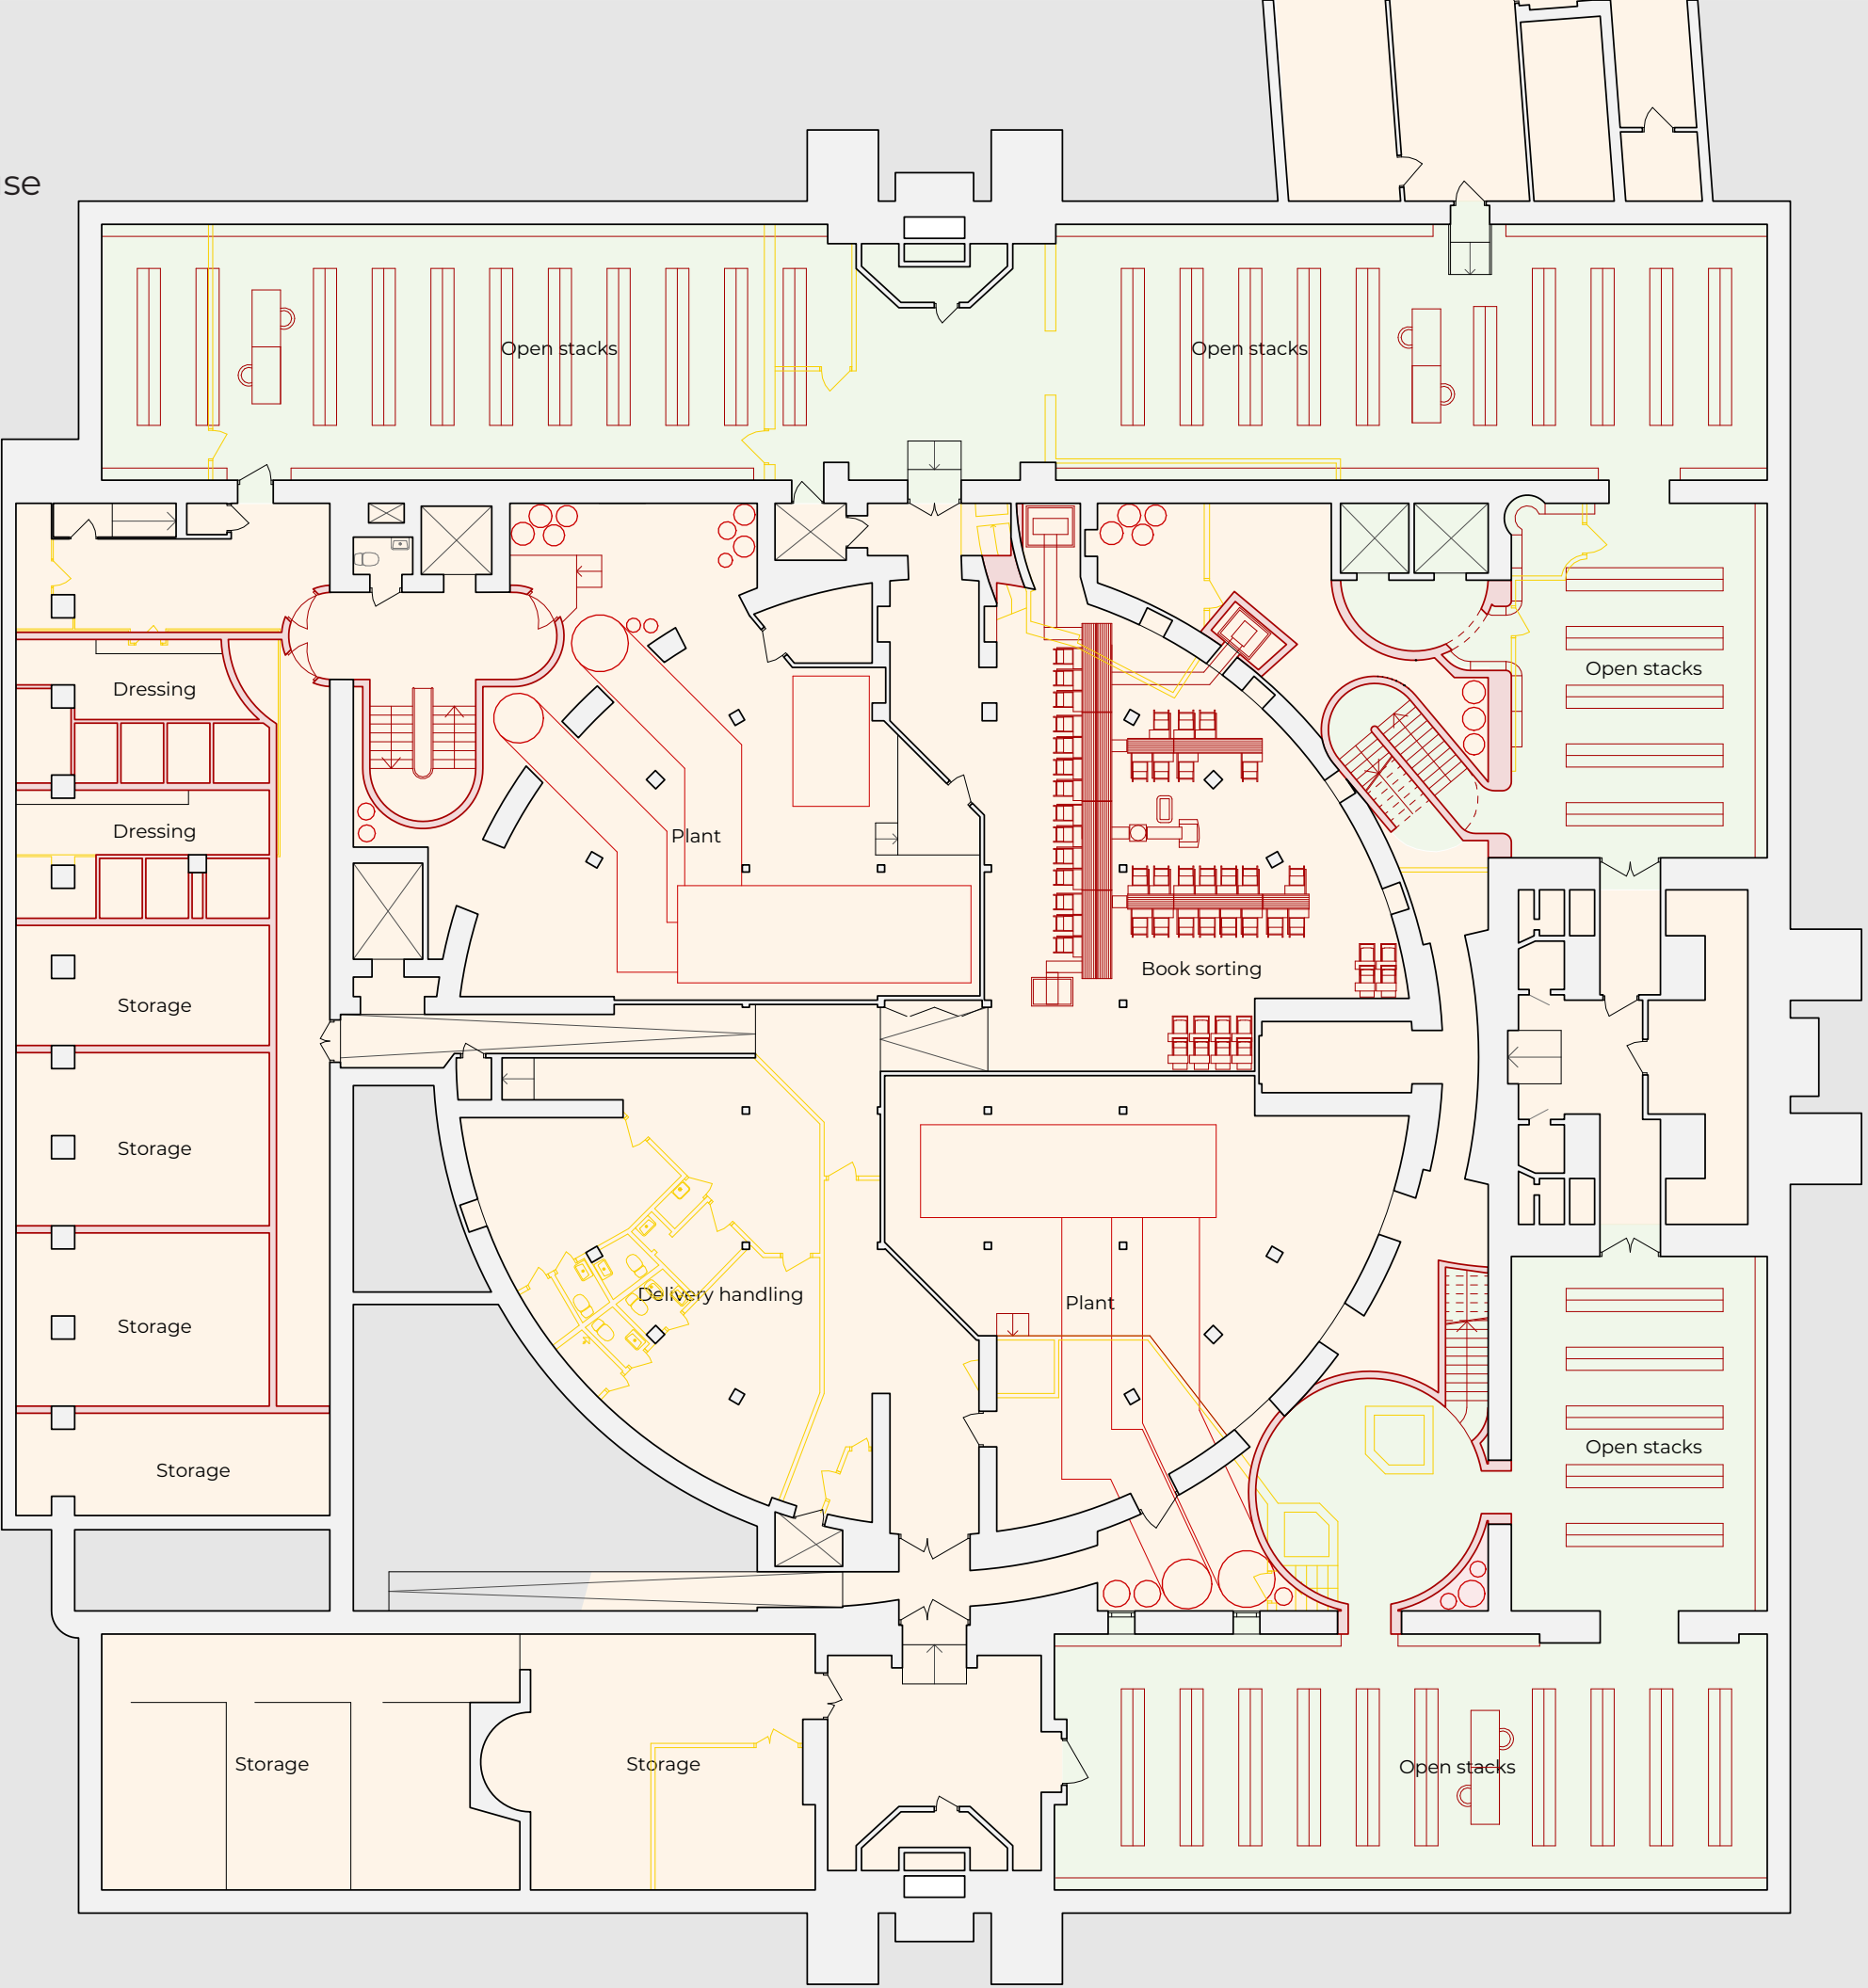 se
Open stacks
Open stacks
Open stacks
Dressing
Dressing
Plant
Book sorting
Storage
Storage
Delivery handling
Plant
Storage
Open stacks
Storage
Storage
Storage
Open stacks